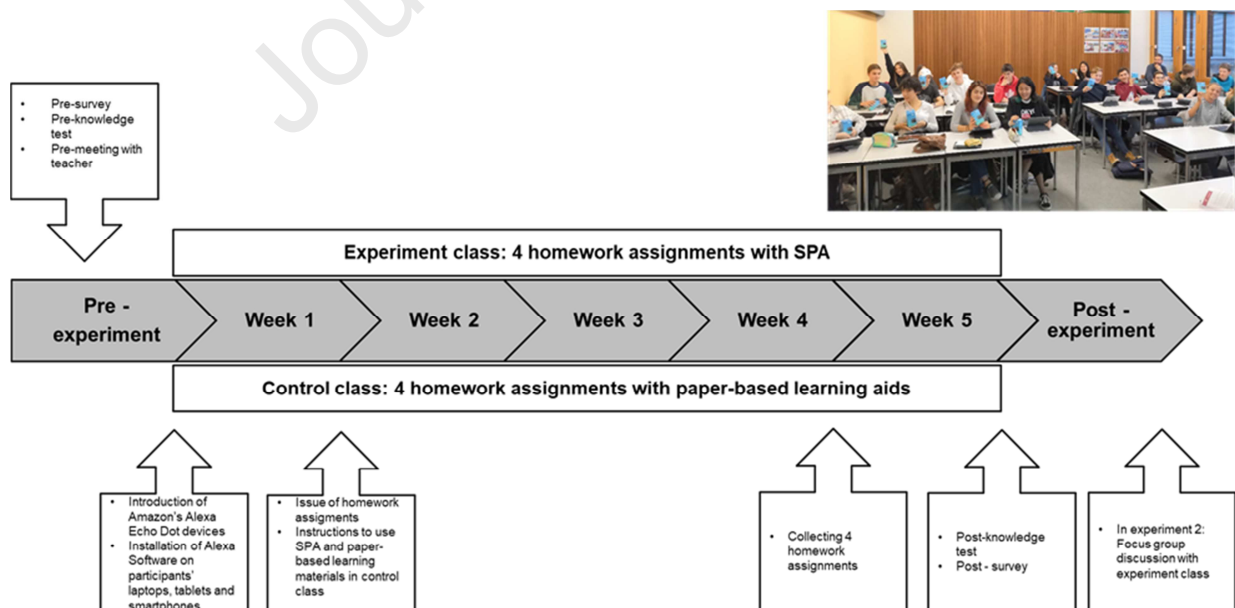 Jou
• Pre-survey
• Pre-knowledge
test
• Pre-meeting with
teacher
Experiment class: 4 homework assignments with SPA
Pre -
experiment
Week 1
Week 2
Week 3
Week 4
Week 5
Post -
experiment
Control class: 4 homework assignments with paper-based learning aids
• Introduction of
Amazon's Alexa
Echo Dot devices
• Installation of Alexa
Software on
participants'
laptops, tablets and
smartphones
• Issue of homework
assigments
• Instructions to use
SPA and paper-
based learning
materials in control
class
• Collecting 4
homework
assignments
• Post-knowledge
test
• Post - survey
• In experiment 2:
Focus group
discussion with
experiment class